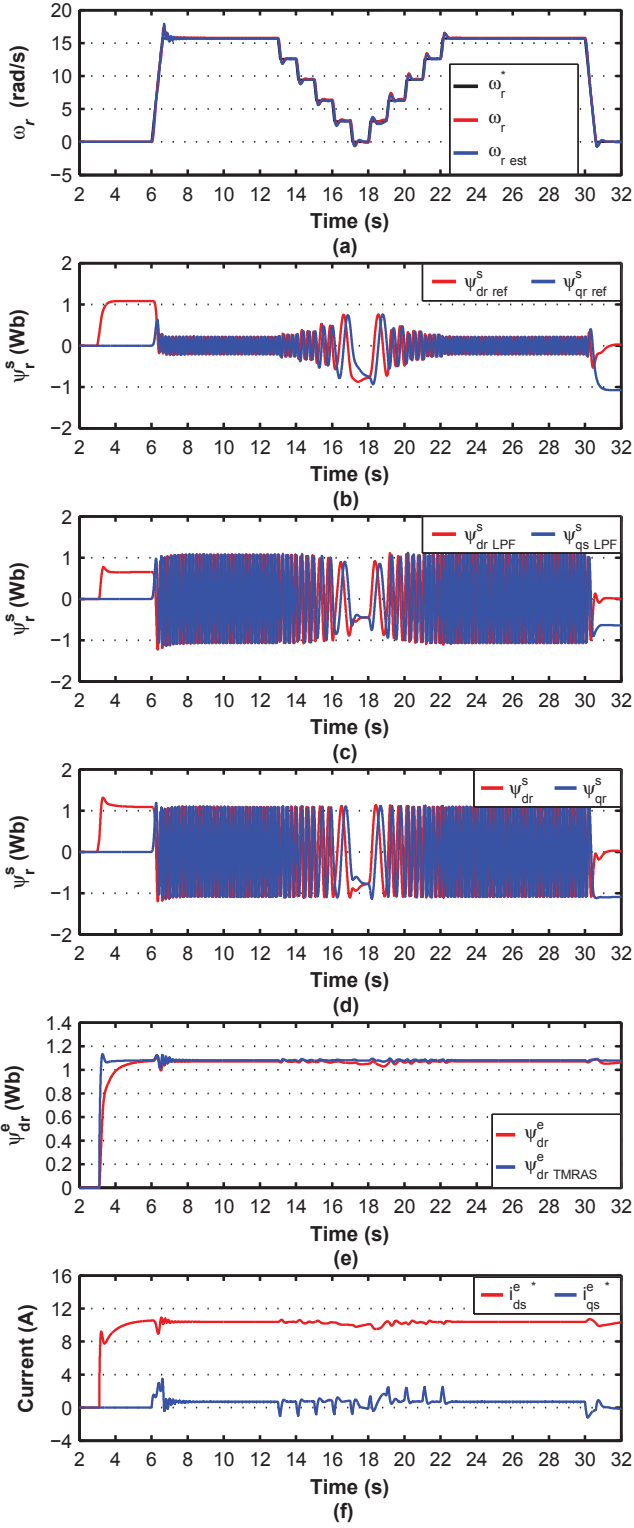 20
15
10
5
0
−5
ω_r (rad/s)
ω_r^*
ω_r
ω_r est
2 4 6 8 10 12 14 16 18 20 22 24 26 28 30 32
Time (s)
(a)
2
1
0
−1
−2
ψ_r^s (Wb)
ψ_dr ref^s ψ_qr ref^s
2 4 6 8 10 12 14 16 18 20 22 24 26 28 30 32
Time (s)
(b)
2
1
0
−1
−2
ψ_r^s (Wb)
ψ_dr LPF^s ψ_qs LPF^s
2 4 6 8 10 12 14 16 18 20 22 24 26 28 30 32
Time (s)
(c)
2
1
0
−1
−2
ψ_r^s (Wb)
ψ_dr^s ψ_qr^s
2 4 6 8 10 12 14 16 18 20 22 24 26 28 30 32
Time (s)
(d)
1.4
1.2
1
0.8
0.6
0.4
0.2
0
ψ_dr^e (Wb)
ψ_dr^e
ψ_dr TMRAS^e
2 4 6 8 10 12 14 16 18 20 22 24 26 28 30 32
Time (s)
(e)
16
12
8
4
0
−4
Current (A)
i_ds^e * i_qs^e *
2 4 6 8 10 12 14 16 18 20 22 24 26 28 30 32
Time (s)
(f)